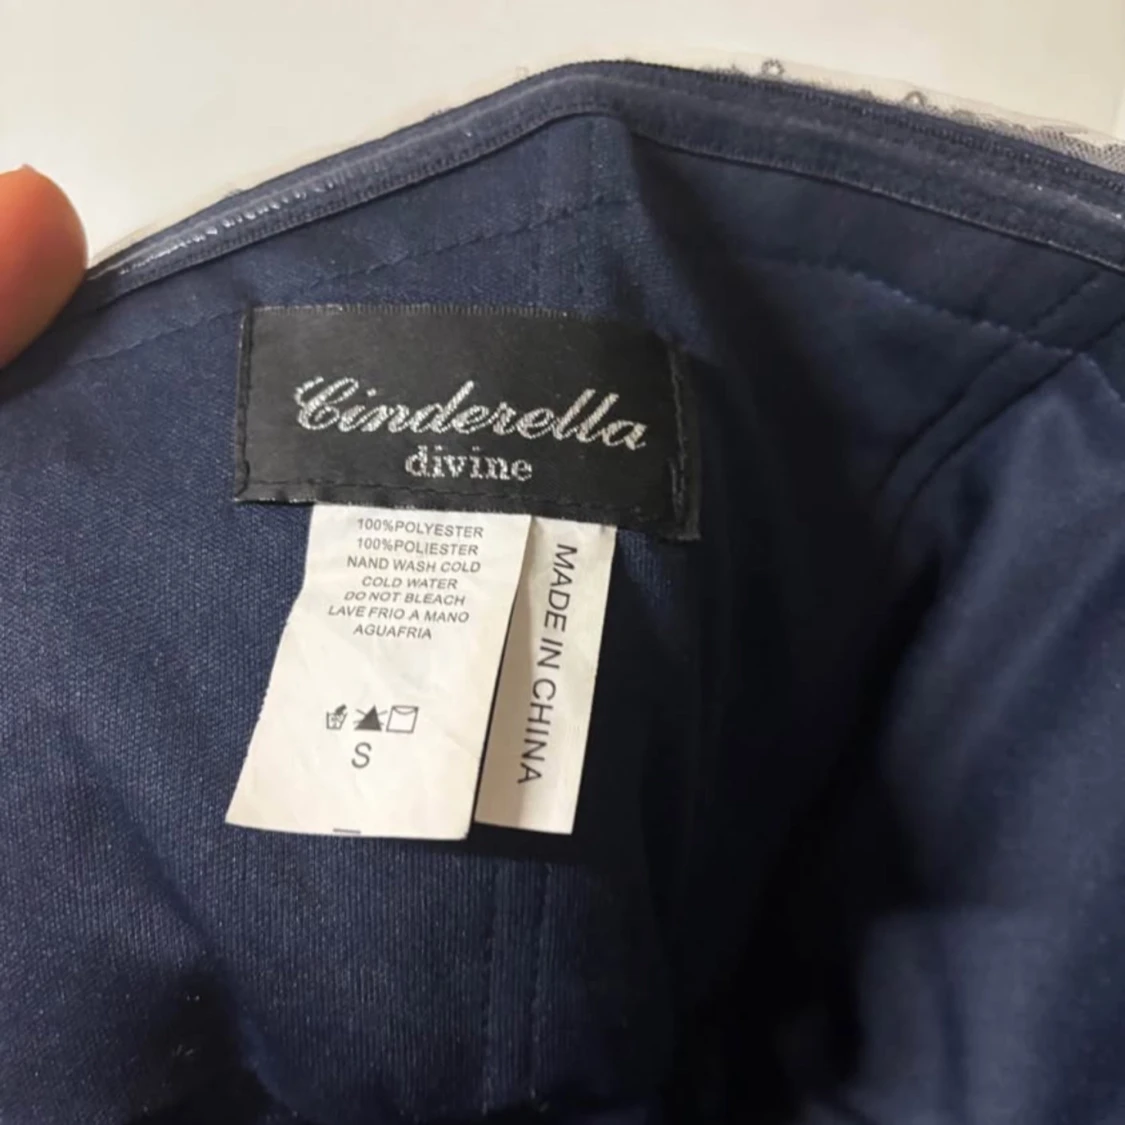 Cinderella
divine
100%POLYESTER
100%POLIESTER
NAND WASH COLD
COLD WATER
DO NOT BLEACH
LAVE FRIO A MANO
AGUAFRIA
S
MADE IN CHINA